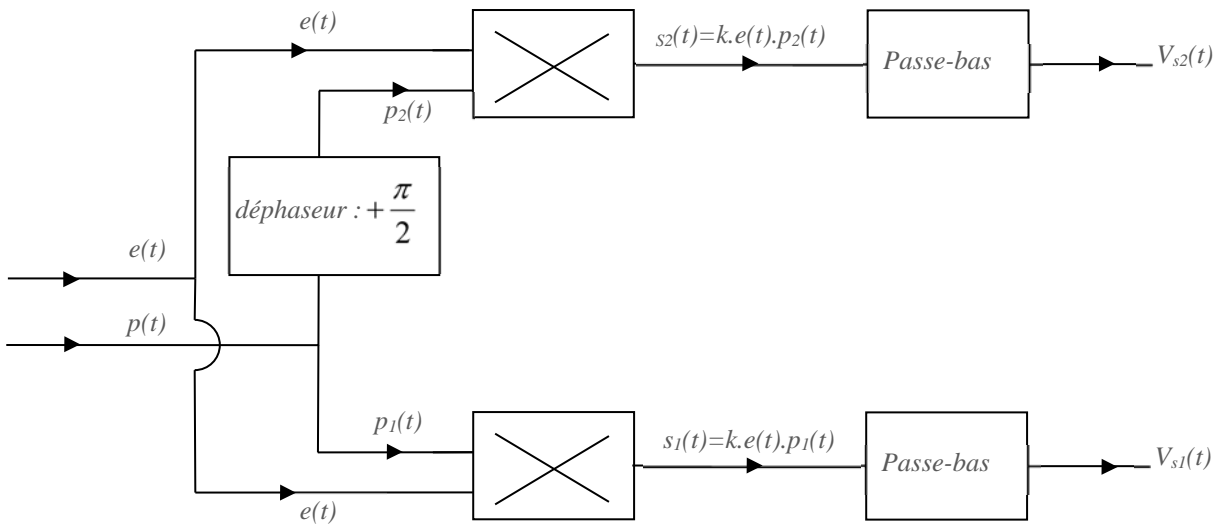 e(t)
s2(t)=k.e(t).p2(t)
Passe-bas
Vs2(t)
p2(t)
déphaseur : + π/2
e(t)
p(t)
p1(t)
s1(t)=k.e(t).p1(t)
Passe-bas
Vs1(t)
e(t)